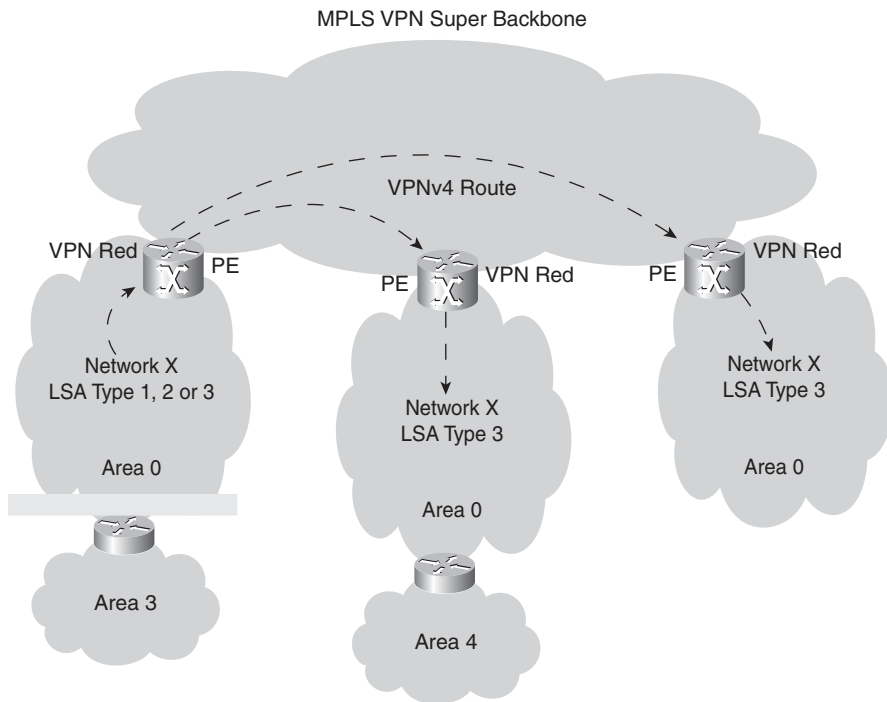 MPLS VPN Super Backbone
VPNv4 Route
VPN Red
PE
PE
VPN Red
PE
VPN Red
Network X
LSA Type 1, 2 or 3
Network X
LSA Type 3
Network X
LSA Type 3
Area 0
Area 0
Area 0
Area 3
Area 4